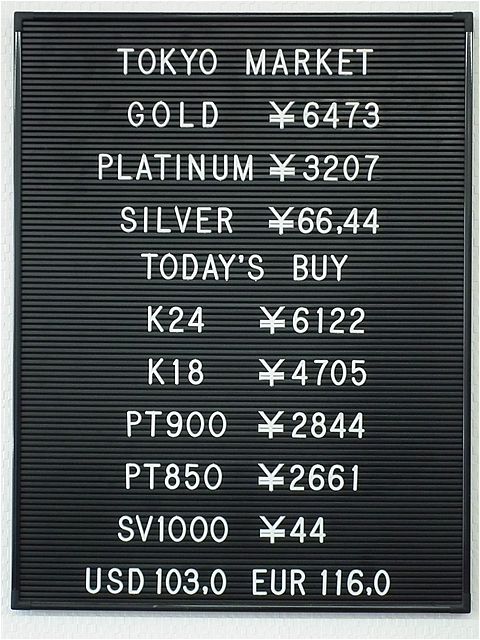 TOKYO MARKET
GOLD ¥6473
PLATINUM ¥3207
SILVER ¥66.44
TODAY'S BUY
K24 ¥6122
K18 ¥4705
PT900 ¥2844
PT850 ¥2661
SV1000 ¥44
USD 103.0 EUR 116.0